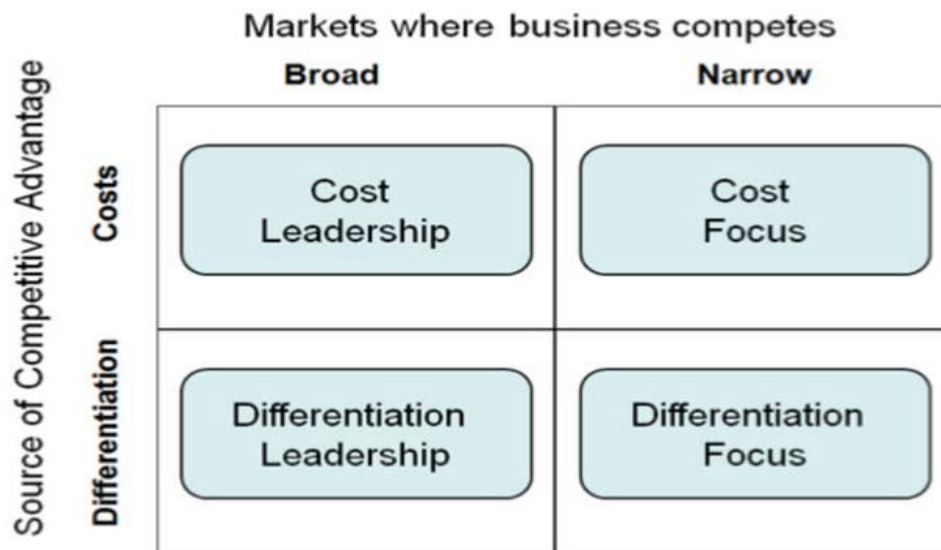 Markets where business competes
Broad
Narrow
Source of Competitive Advantage
Costs
Cost
Leadership
Cost
Focus
Differentiation
Differentiation
Leadership
Differentiation
Focus